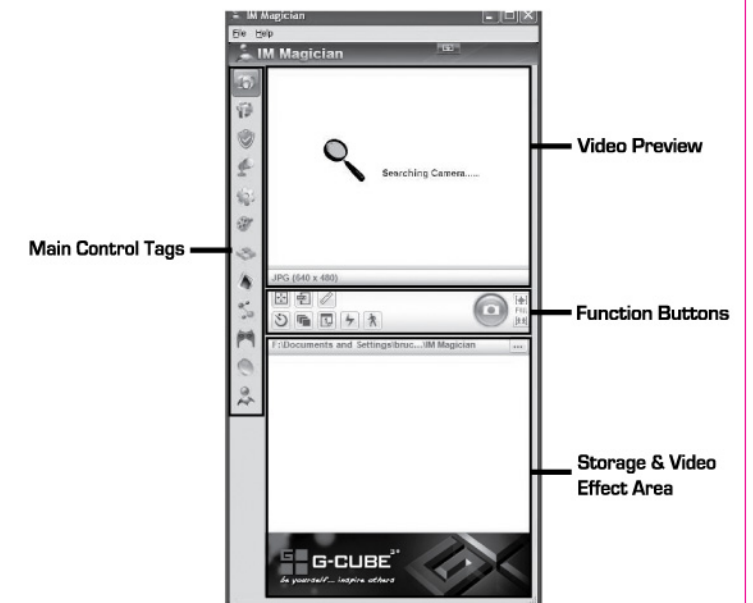 IM Magician
File Help
IM Magician
Searching Camera.....
Video Preview
Main Control Tags
JPG (640 x 480)
Function Buttons
F:\Documents and Settings\bruc...\IM Magician ...
Storage & Video
Effect Area
G-CUBE
Be yourself... inspire others